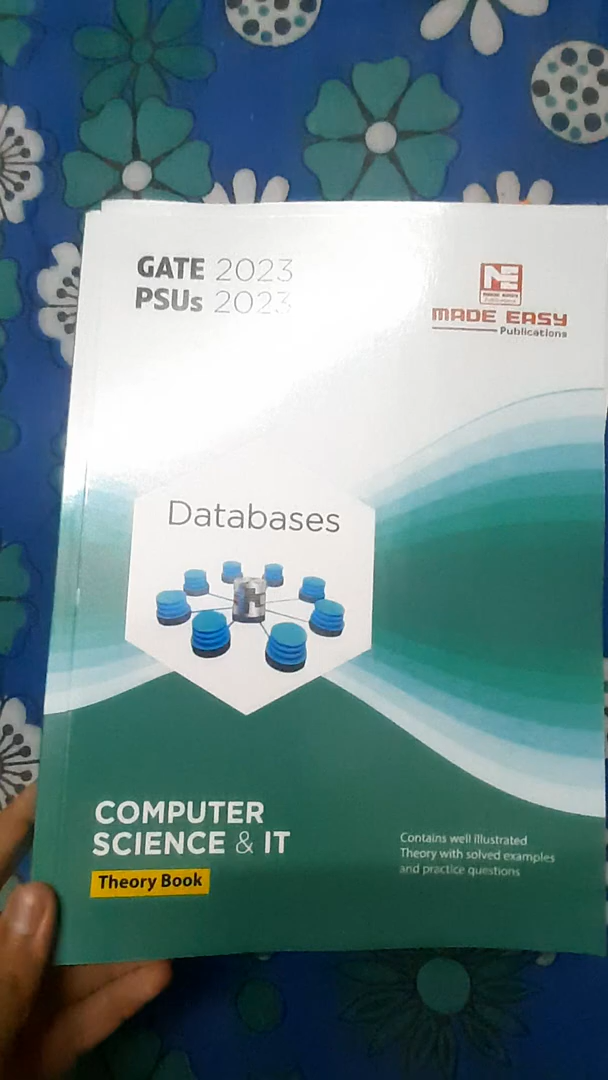 GATE 2023
PSUs 2023
MADE EASY
Publications
Databases
COMPUTER
SCIENCE & IT
Theory Book
Contains well illustrated
Theory with solved examples
and practice questions